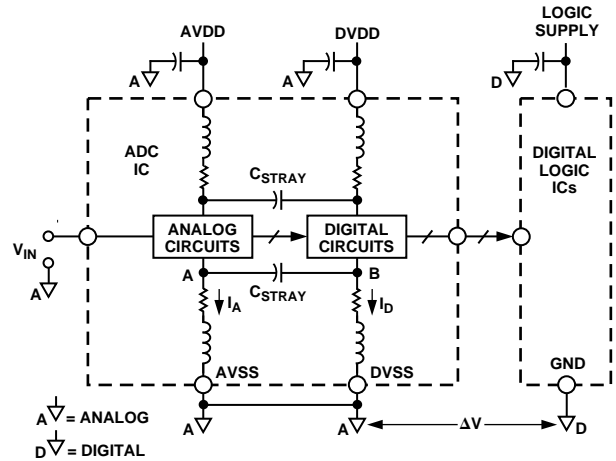 AVDD
DVDD
LOGIC
SUPPLY
A
A
D
ADC
IC
CSTRAY
DIGITAL
LOGIC
ICs
VIN
ANALOG
CIRCUITS
DIGITAL
CIRCUITS
A
A
B
CSTRAY
IA
ID
AVSS
DVSS
GND
A = ANALOG
D = DIGITAL
A
A
ΔV
D